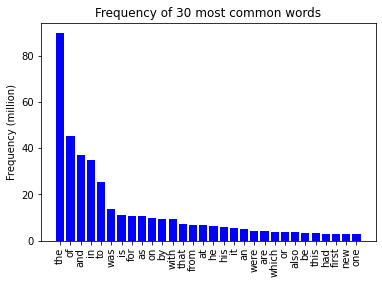 Frequency of 30 most common words
Frequency (million)
80
60
40
20
0
the
of
and
in
to
was
is
for
as
on
by
with
that
from
at
he
his
it
an
were
are
which
or
also
be
this
had
first
new
one